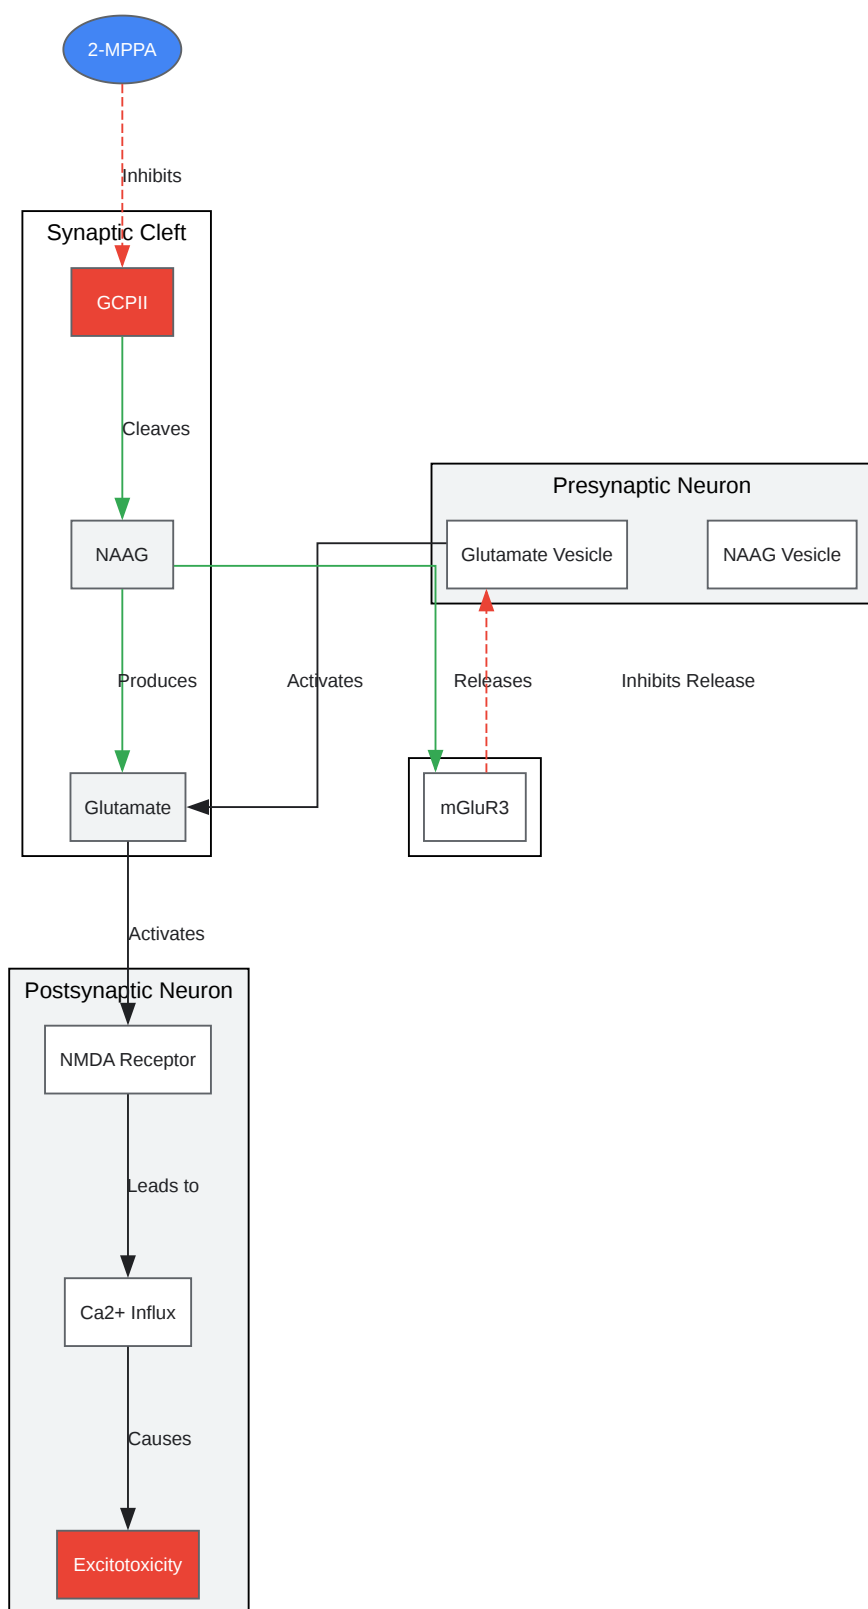 2-MPPA
Inhibits
Synaptic Cleft
GCPII
Cleaves
Presynaptic Neuron
NAAG
Glutamate Vesicle
NAAG Vesicle
Produces
Activates
Releases
Inhibits Release
Glutamate
mGluR3
Activates
Postsynaptic Neuron
NMDA Receptor
Leads to
Ca2+ Influx
Causes
Excitotoxicity